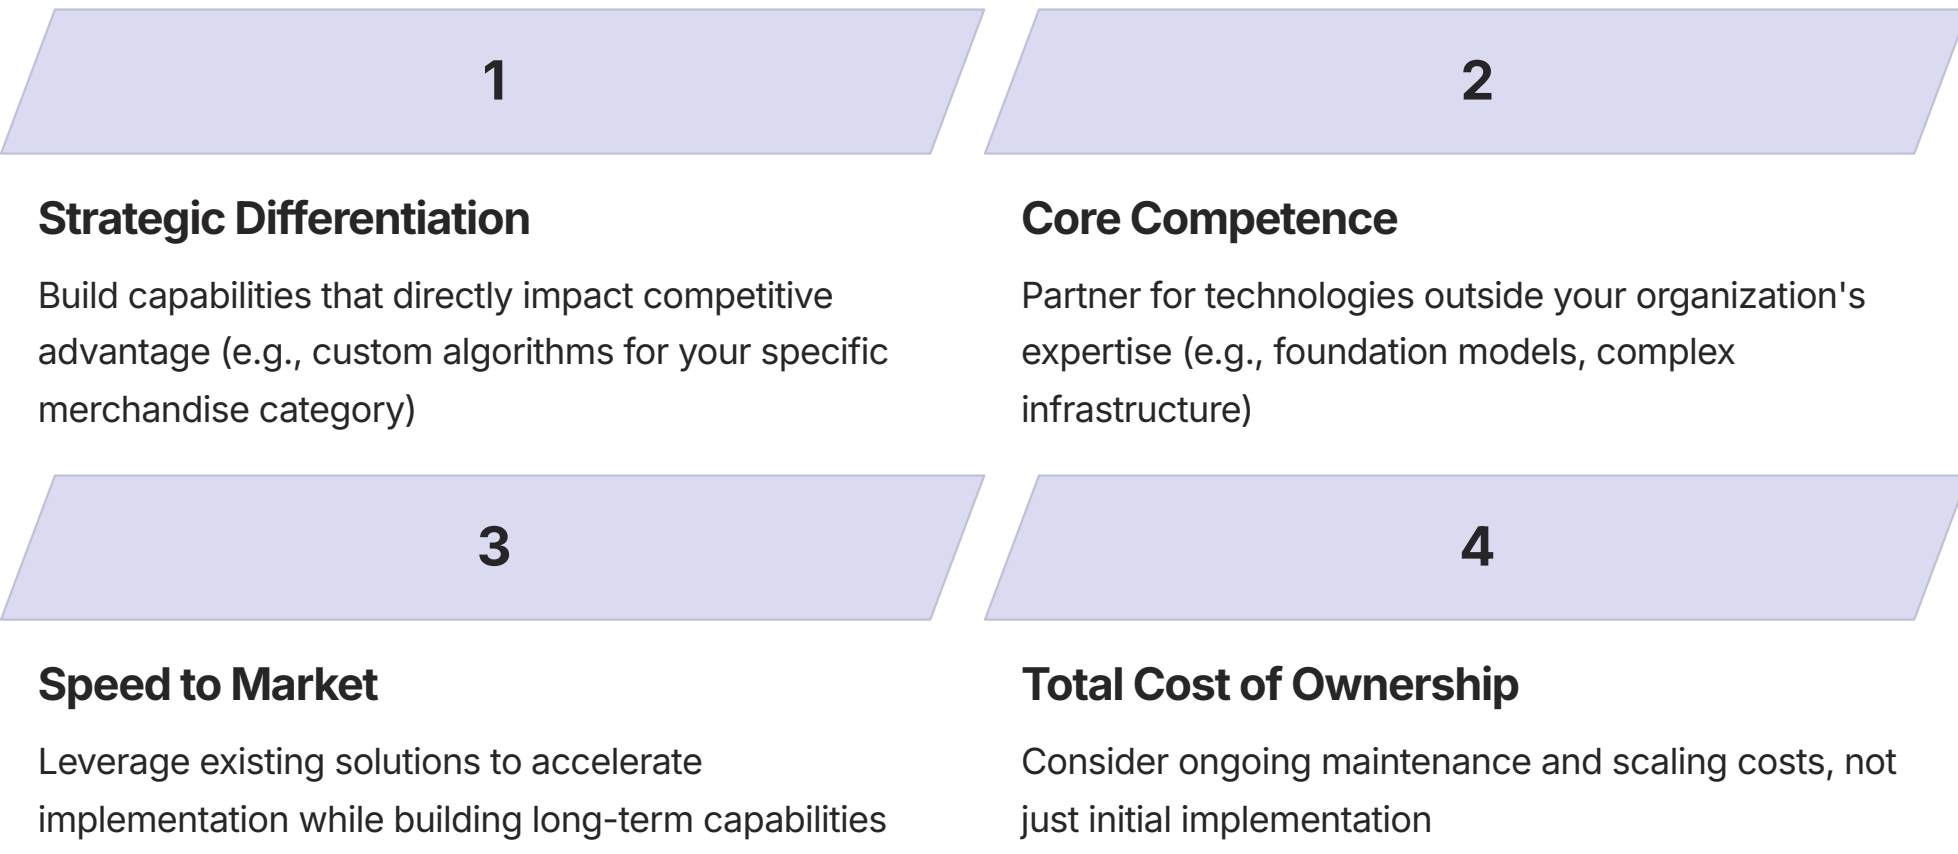 1
Strategic Differentiation
Build capabilities that directly impact competitive
advantage (e.g., custom algorithms for your specific
merchandise category)
2
Core Competence
Partner for technologies outside your organization's
expertise (e.g., foundation models, complex
infrastructure)
3
Speed to Market
Leverage existing solutions to accelerate
implementation while building long-term capabilities
4
Total Cost of Ownership
Consider ongoing maintenance and scaling costs, not
just initial implementation